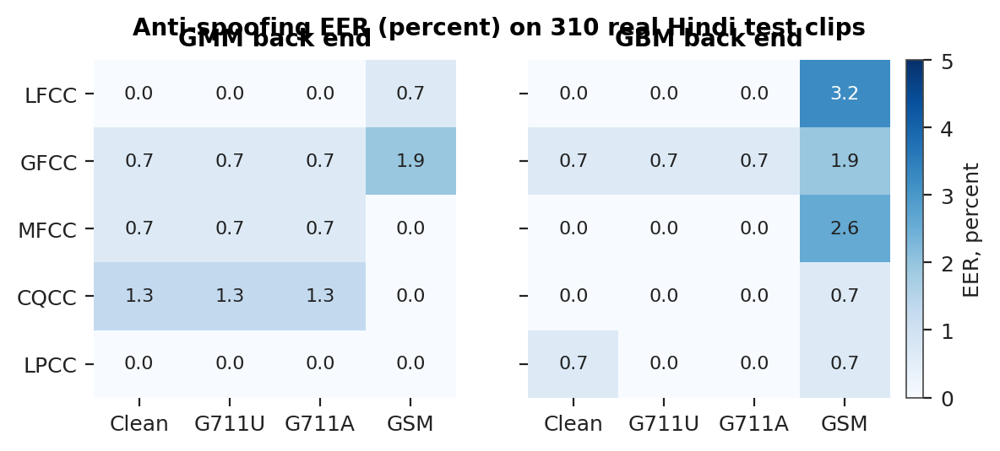 Anti-spoofing EER (percent) on 310 real Hindi test clips
GMM back end
GBM back end
LFCC 0.0 0.0 0.0 0.7 0.0 0.0 0.0 3.2
GFCC 0.7 0.7 0.7 1.9 0.7 0.7 0.7 1.9
MFCC 0.7 0.7 0.7 0.0 0.0 0.0 0.0 2.6
CQCC 1.3 1.3 1.3 0.0 0.0 0.0 0.0 0.7
LPCC 0.0 0.0 0.0 0.0 0.7 0.0 0.0 0.7
Clean G711U G711A GSM Clean G711U G711A GSM
5
4
3
2
1
0
EER, percent